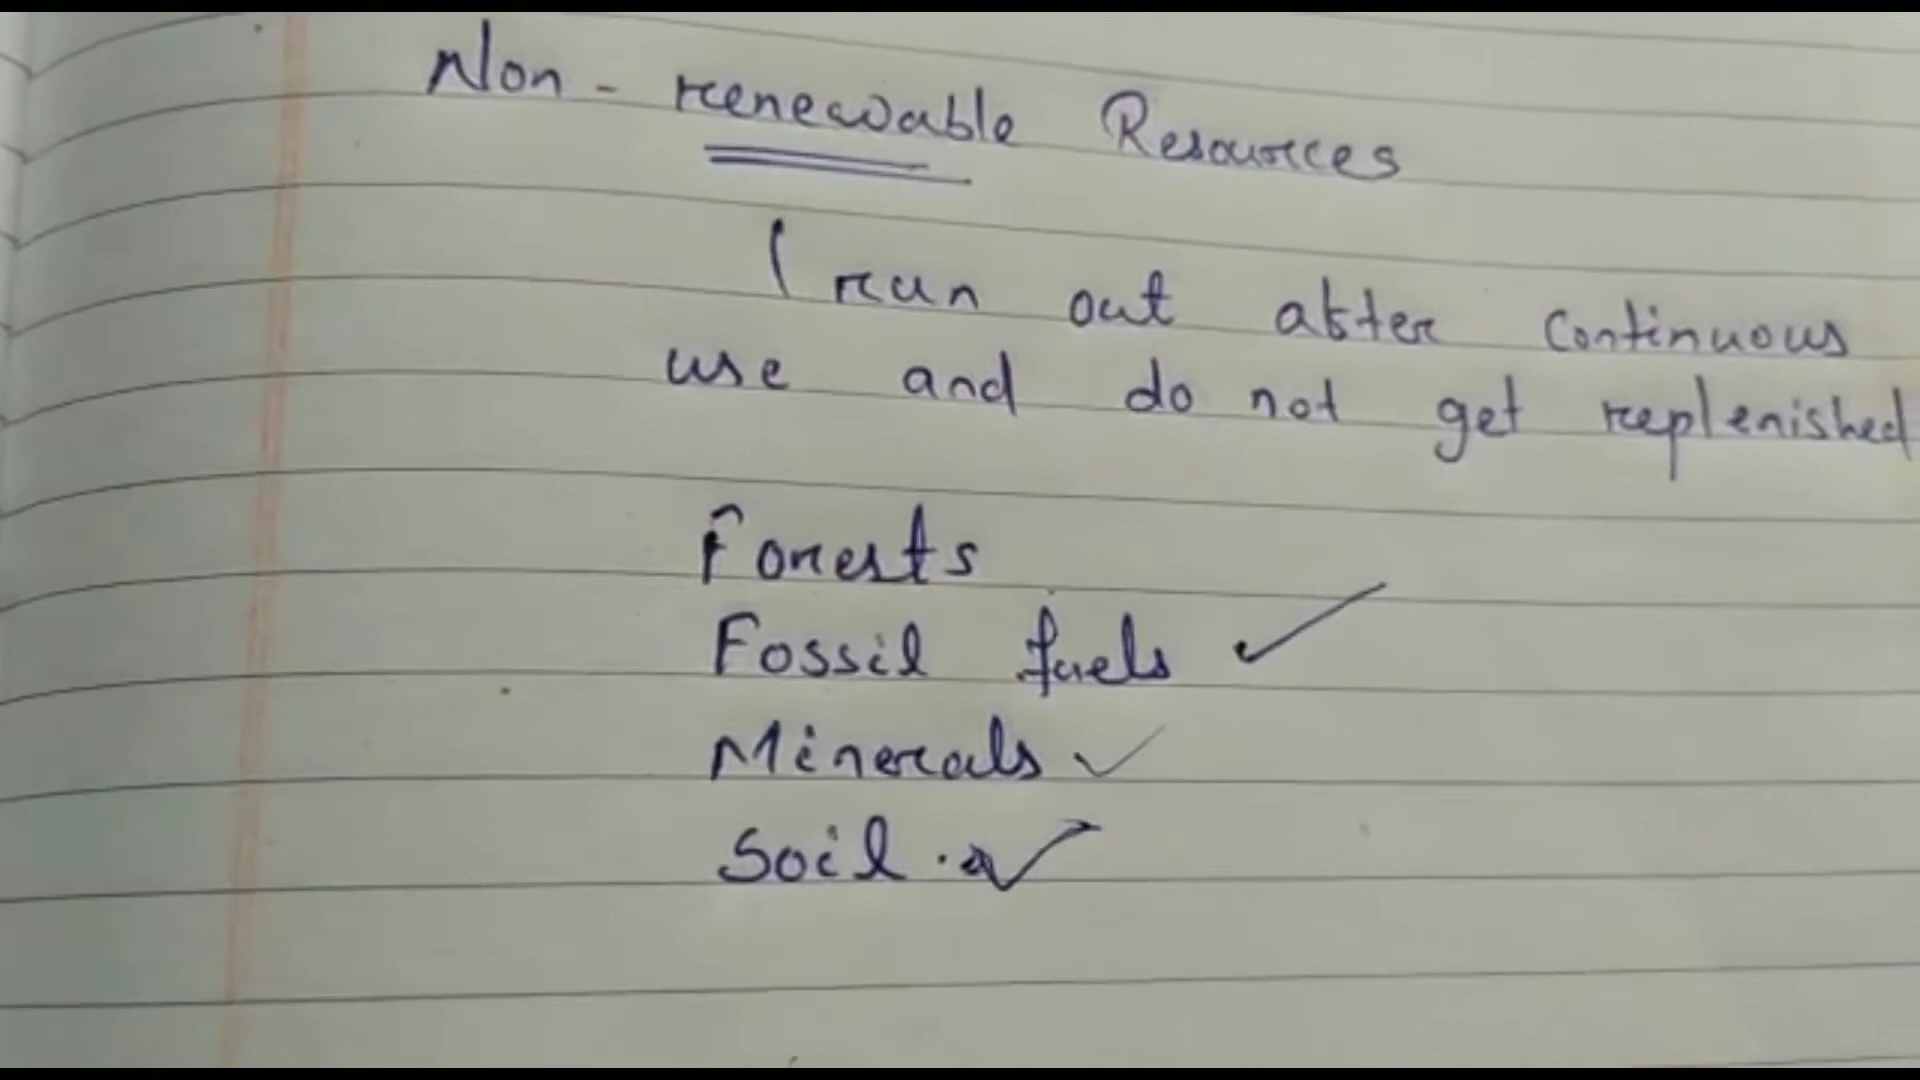 Non - renewable Resources
run out after continuous
use and do not get replenished
Forests
Fossil fuels ✓
Minerals ✓
Soil . ✓